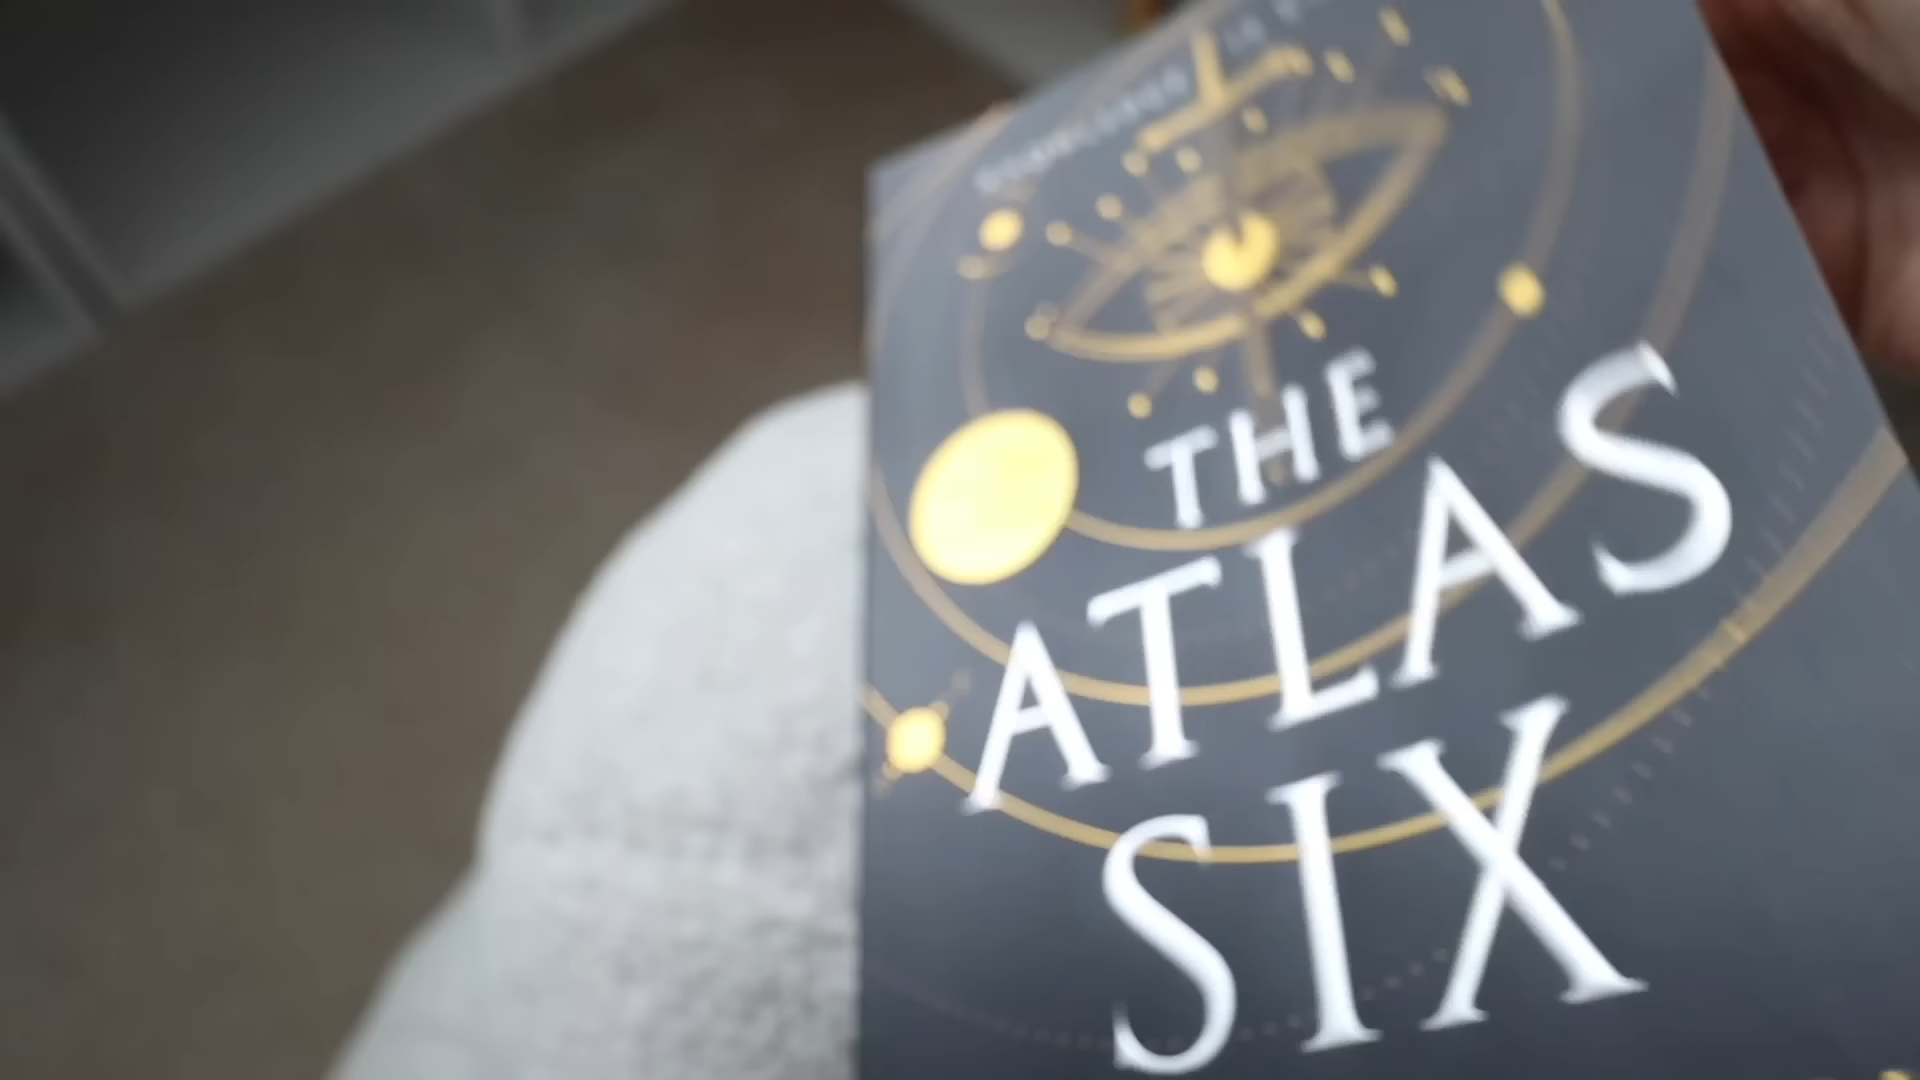 THE
ATLAS
SIX